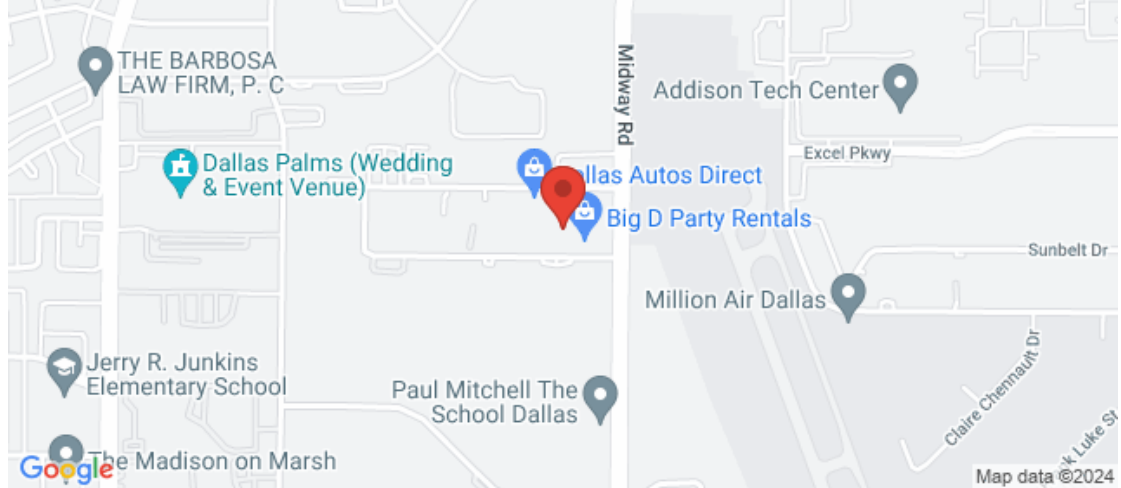 THE BARBOSA
LAW FIRM, P. C
Midway Rd
Addison Tech Center
Excel Pkwy
Dallas Palms (Wedding
& Event Venue)
Autos Direct
Big D Party Rentals
Sunbelt Dr
Million Air Dallas
Jerry R. Junkins
Elementary School
Paul Mitchell The
School Dallas
Claire Chennault Dr
Luke St
The Madison on Marsh
Google
Map data ©2024